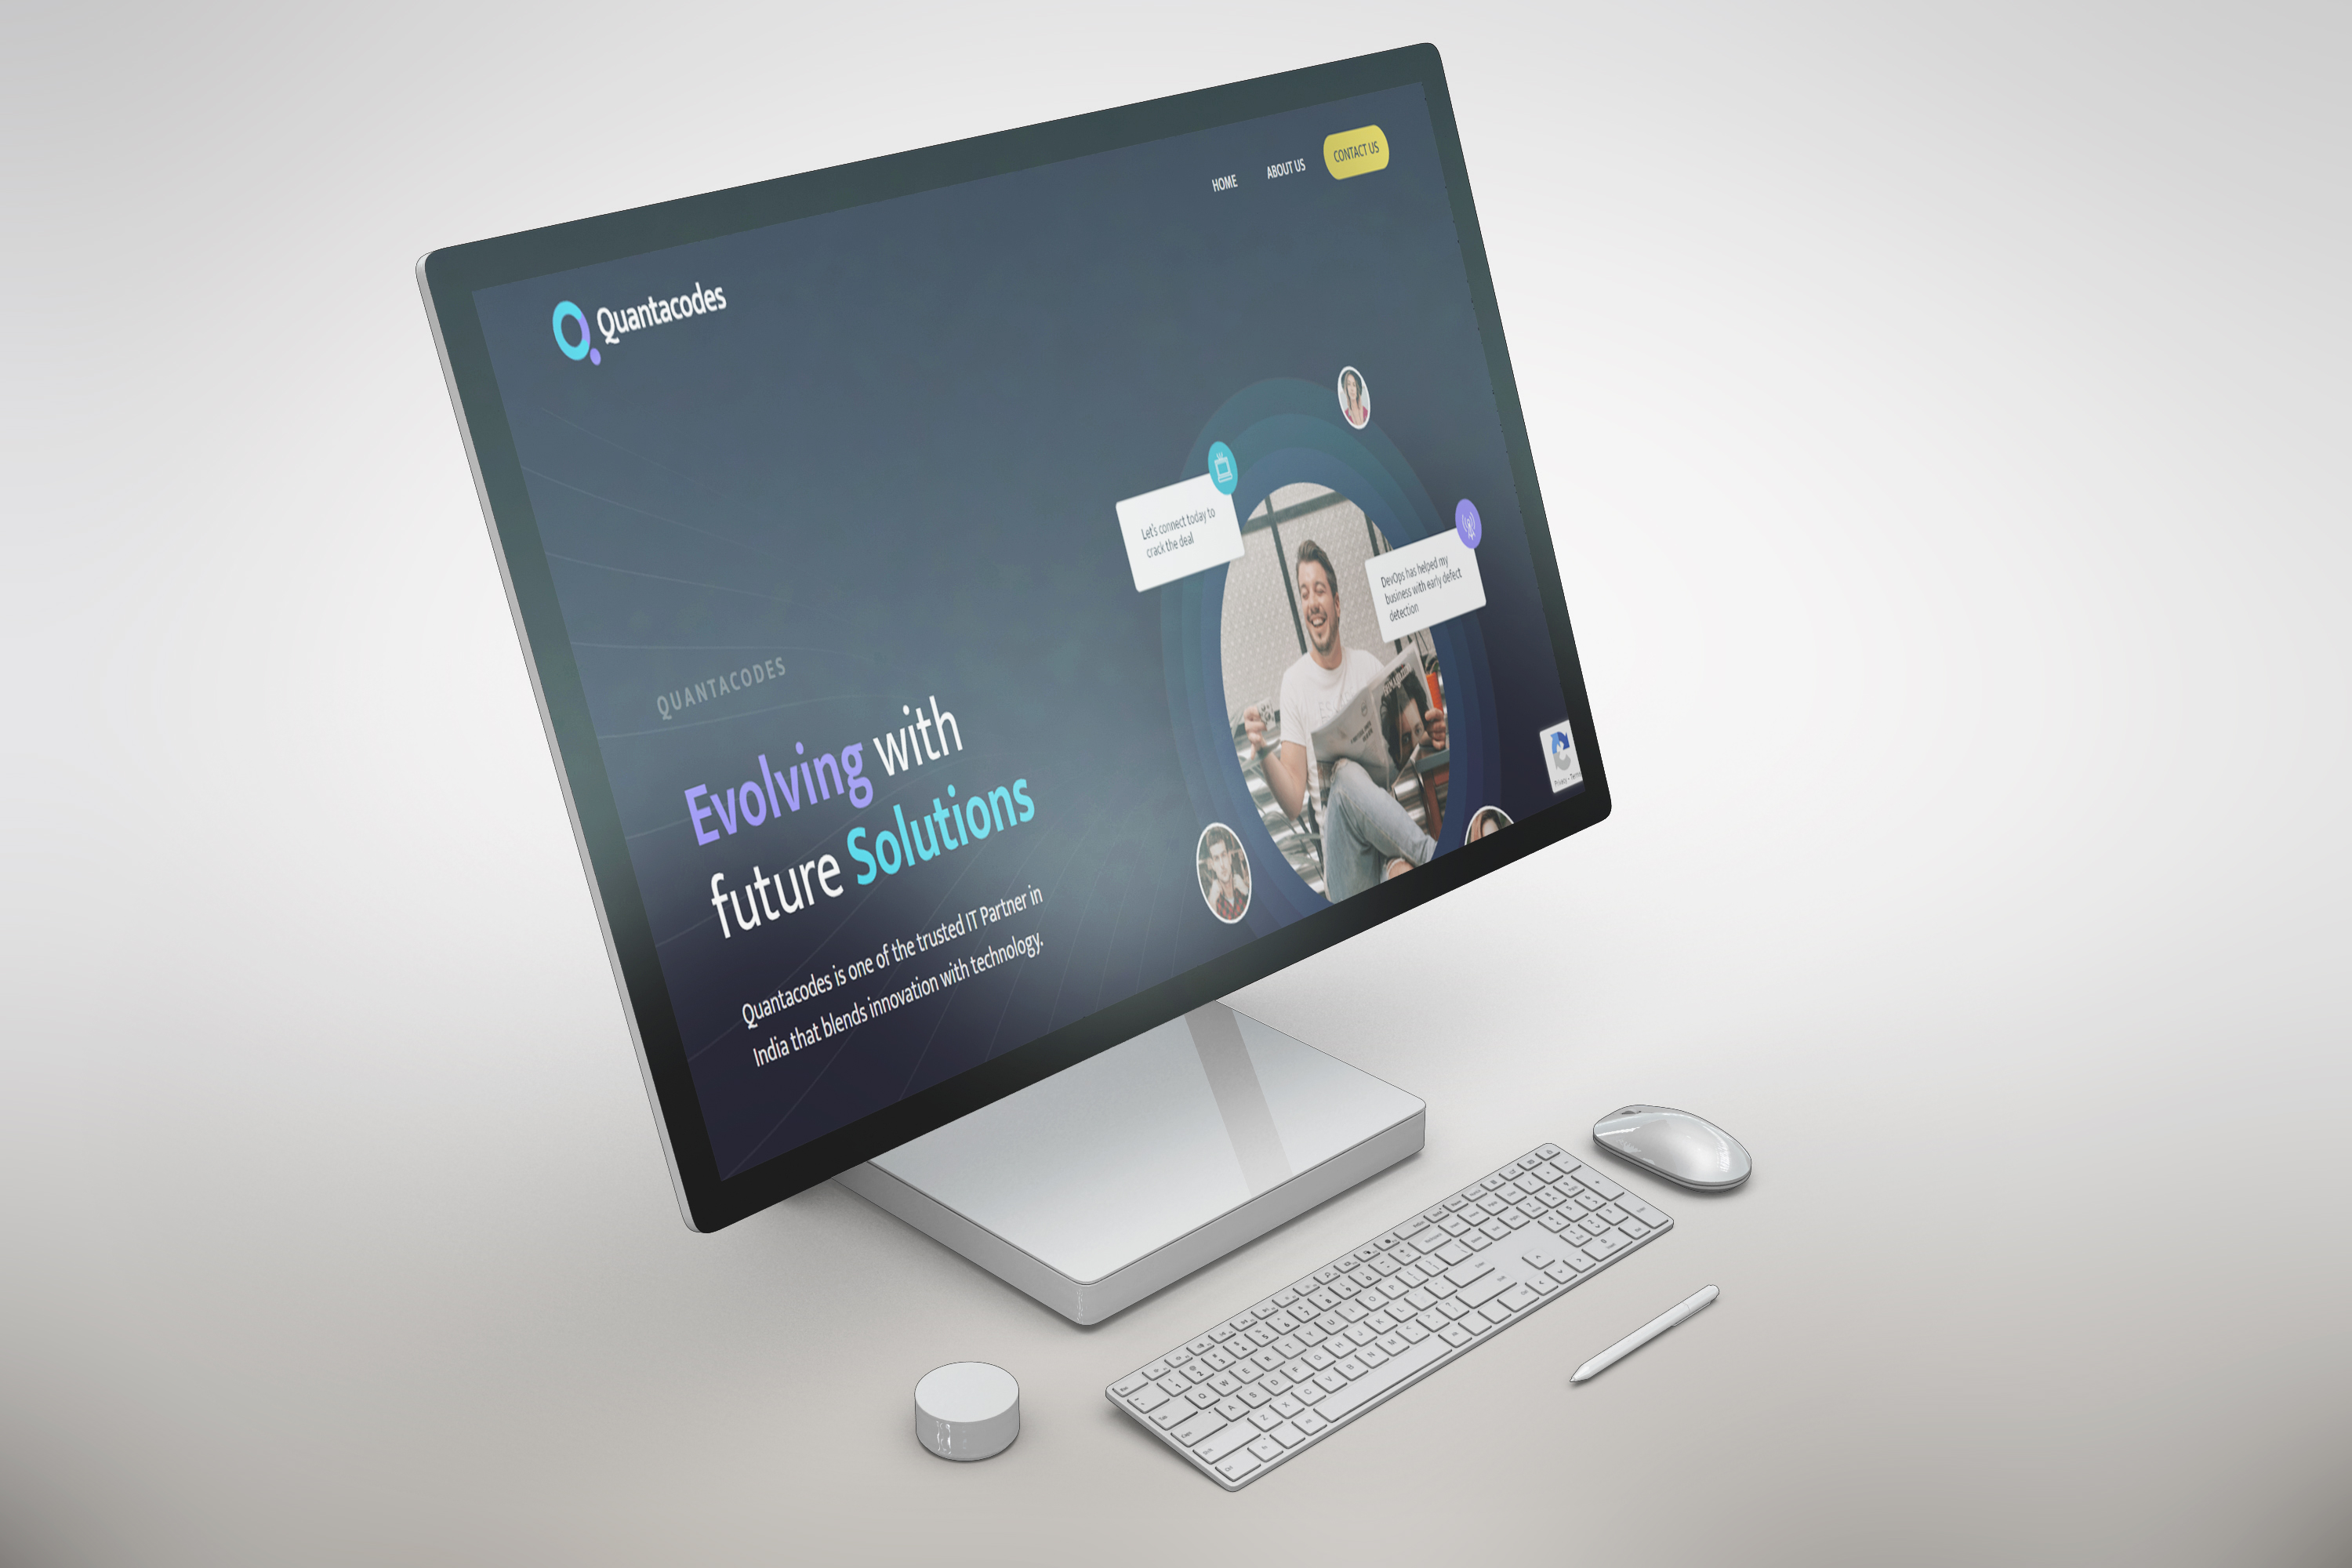 HOME
ABOUT US
CONTACT US
Quantacodes
Let's connect today to
crack the deal
DevOps has helped my
business with early defect
detection
QUANTACODES
Evolving with
future Solutions
Quantacodes is one of the trusted IT Partner in
India that blends innovation with technology.
Privacy - Terms